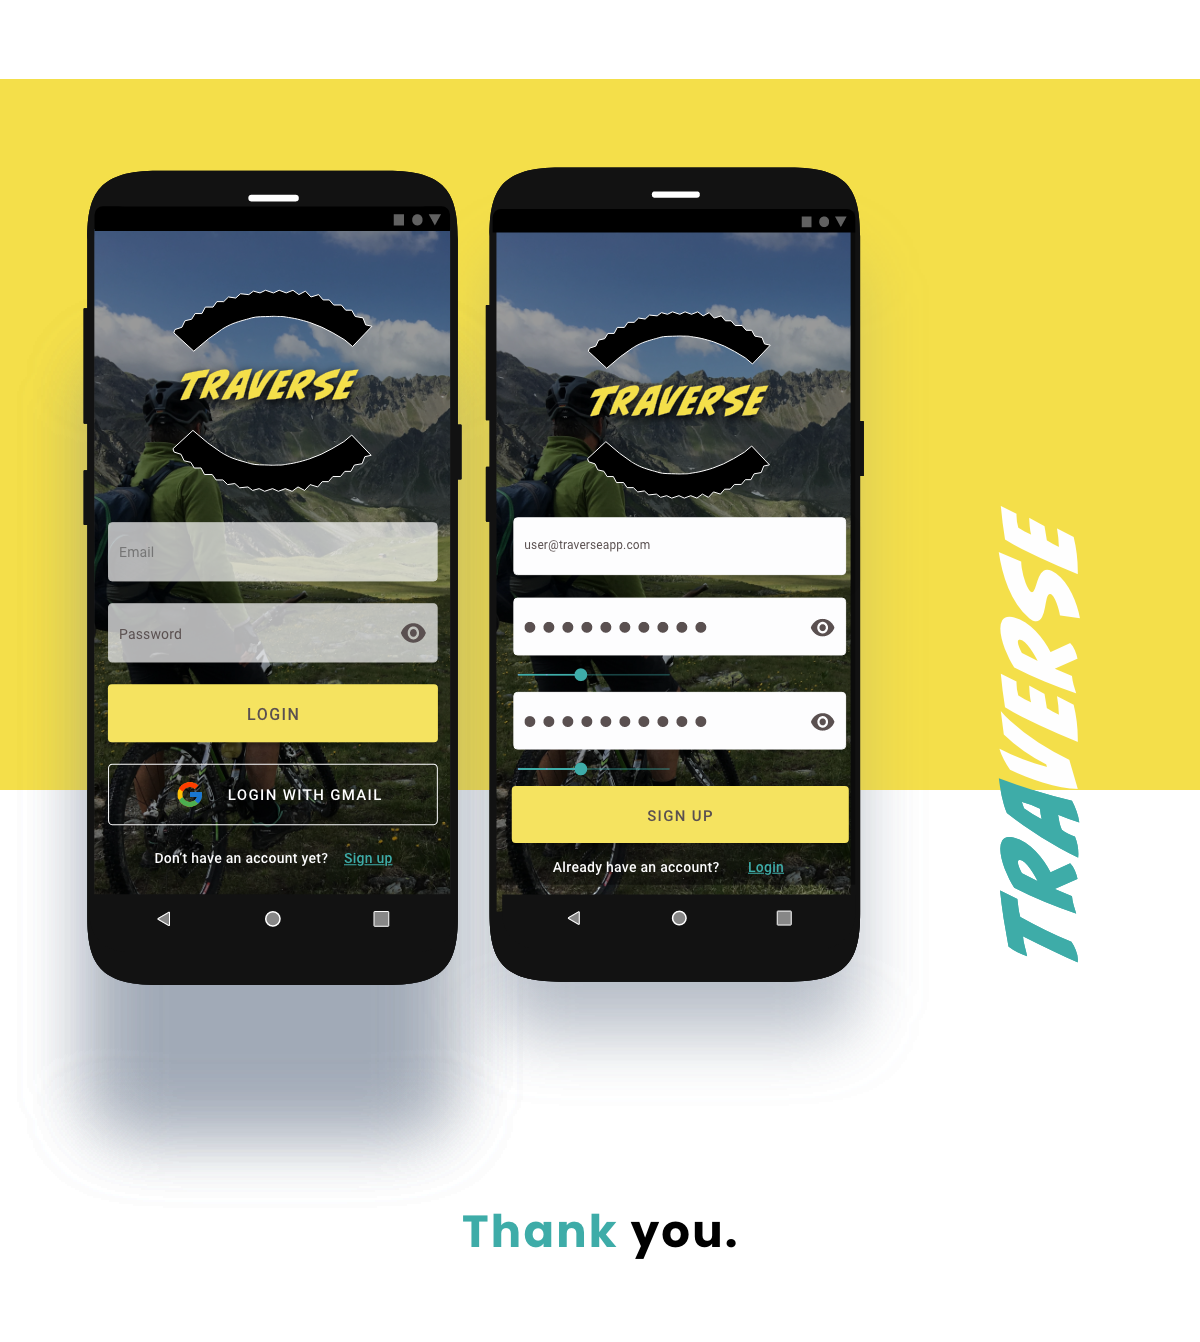 TRAVERSE
Email
Password
LOGIN
LOGIN WITH GMAIL
Don't have an account yet? Sign up
TRAVERSE
user@traverseapp.com
SIGN UP
Already have an account? Login
TRAVERSE
Thank you.